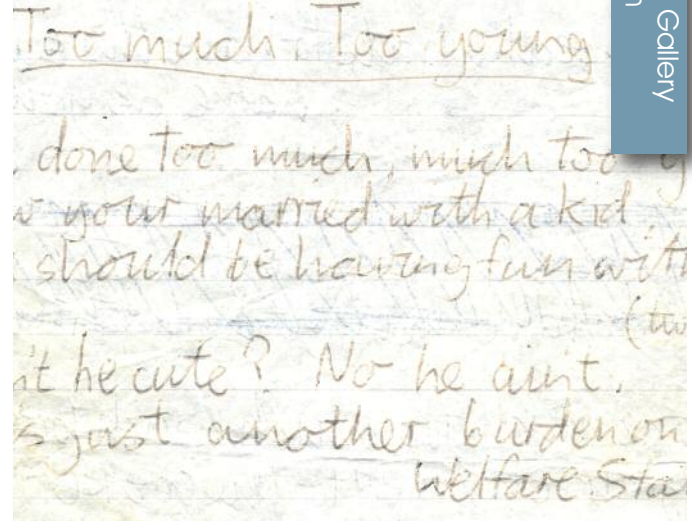 Too much. Too young.
done too much, much too y
your married with a kid,
should be having fun with
(tw
't he cute? No he aint.
s just another burden on
Welfare Sta
Gallery